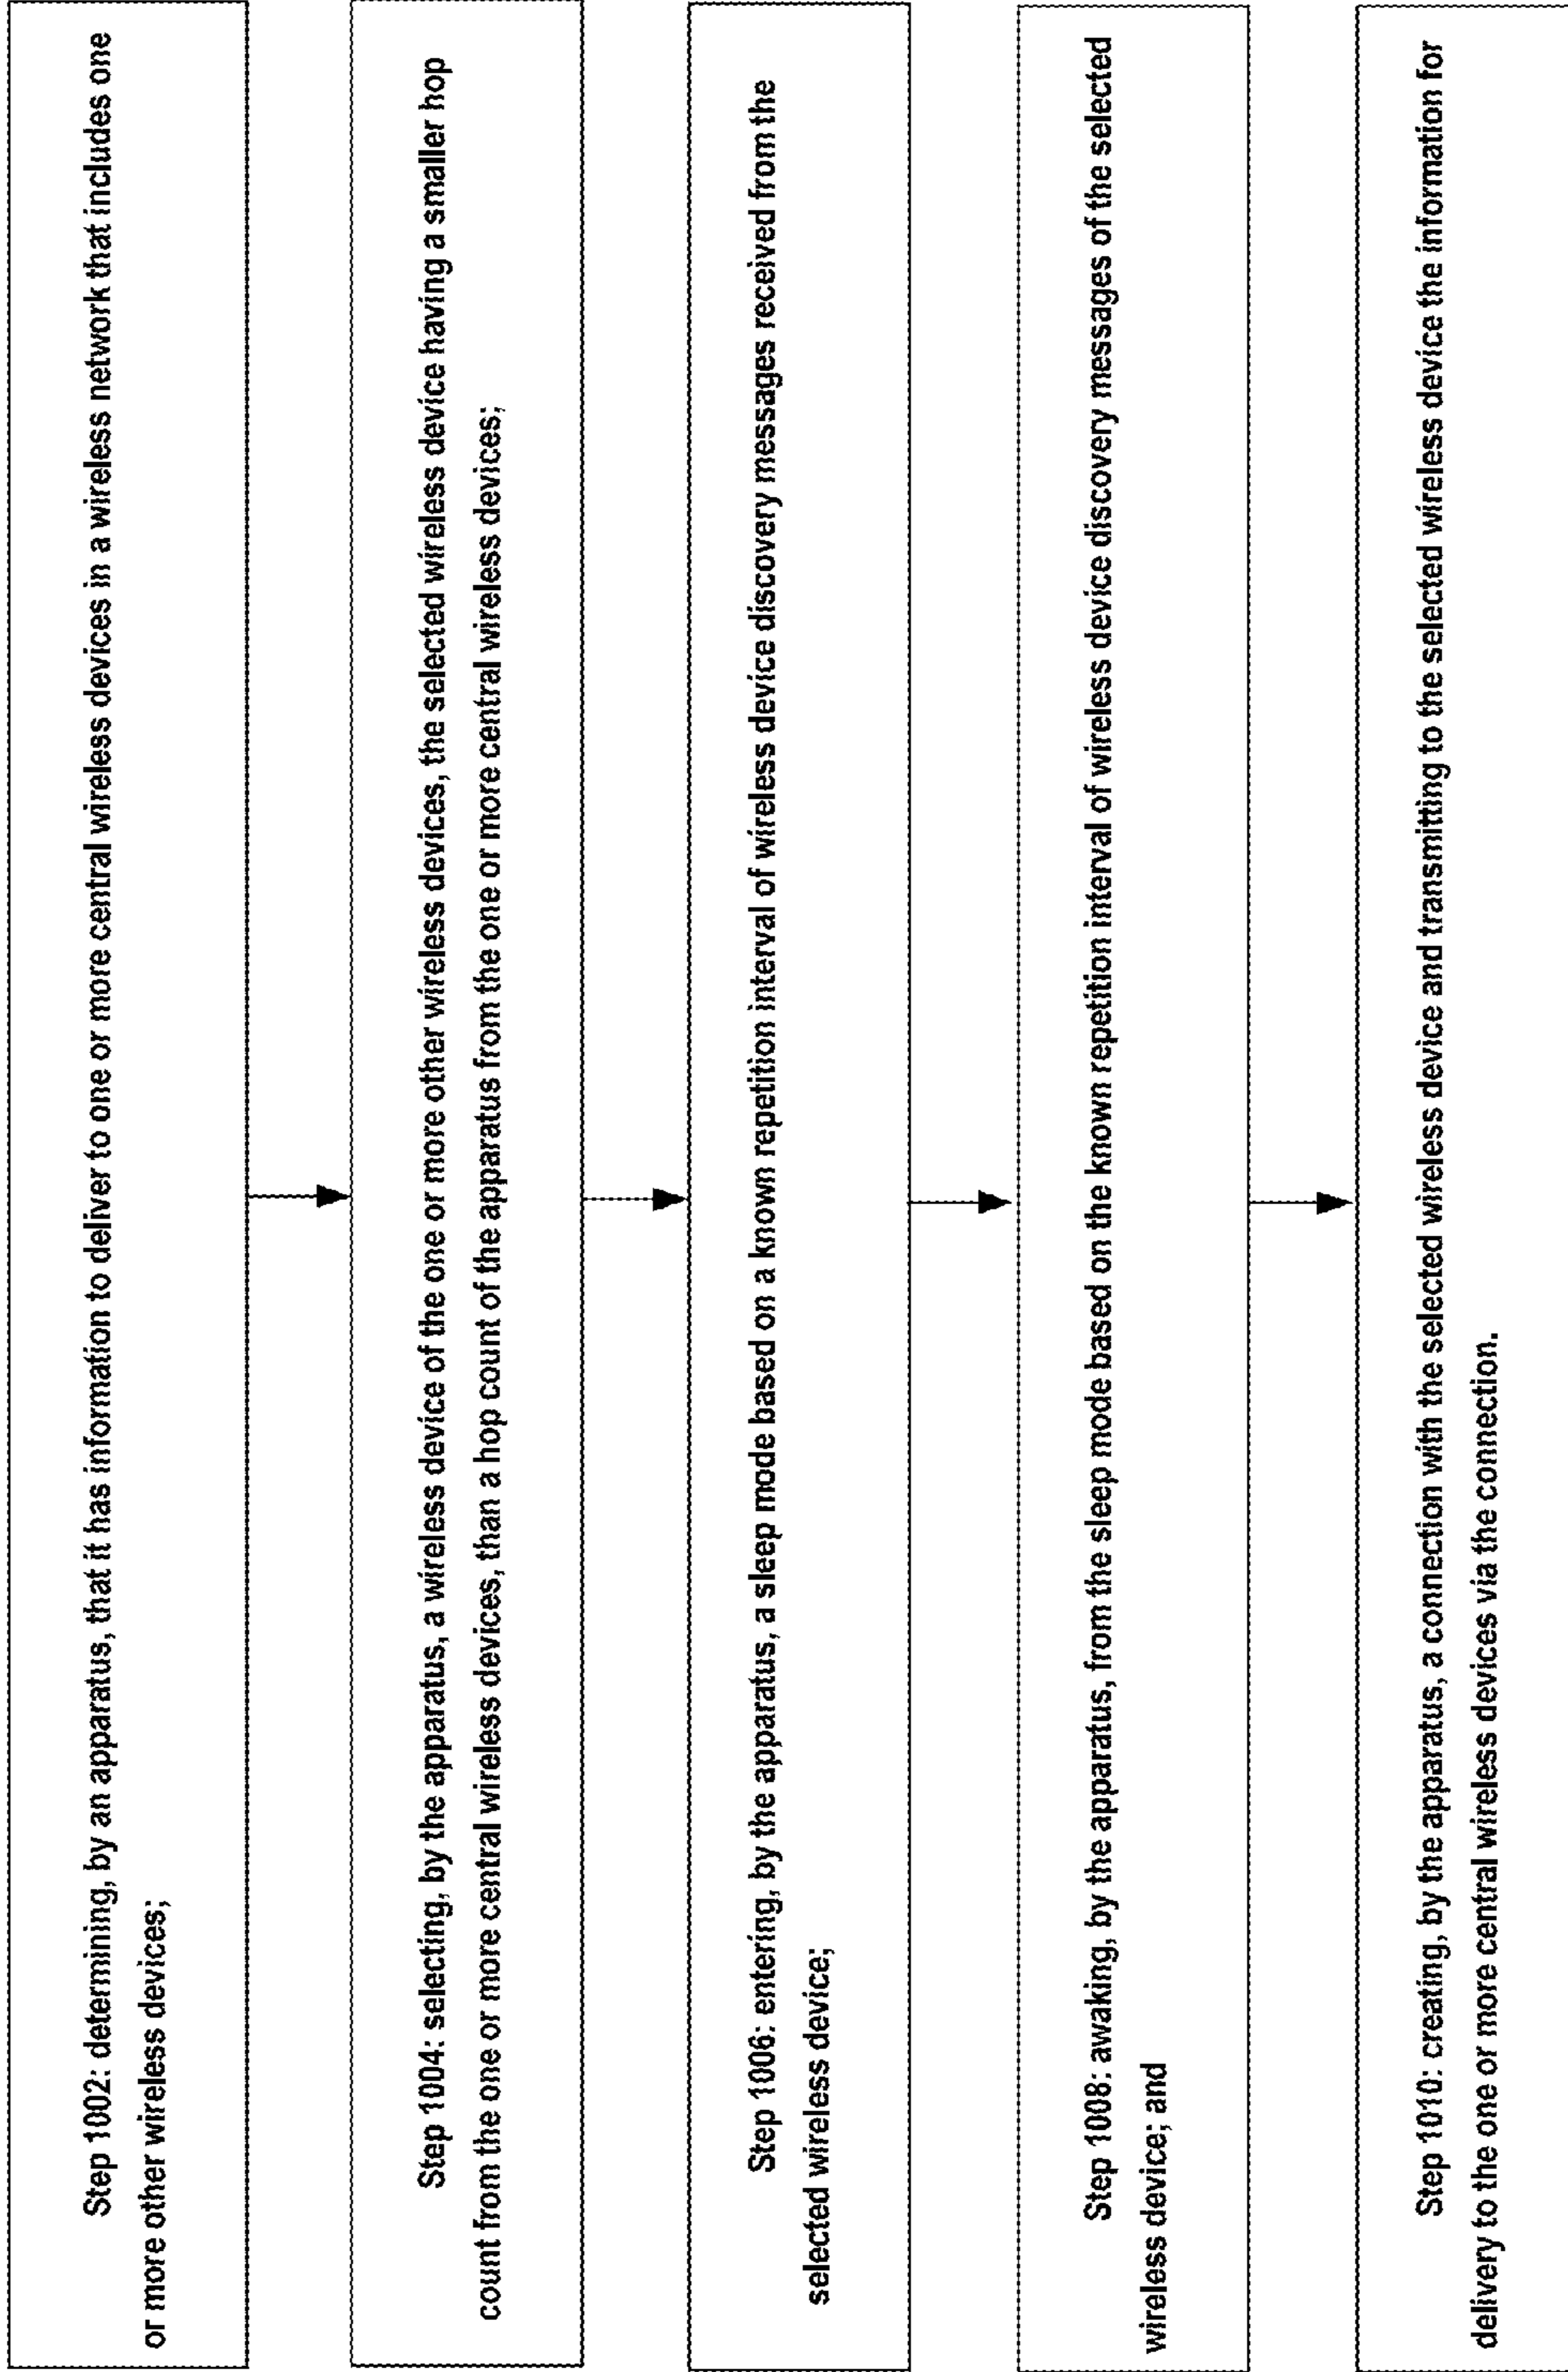 Step 1002: determining, by an apparatus, that it has information to deliver to one or more central wireless devices in a wireless network that includes one
or more other wireless devices;
Step 1004: selecting, by the apparatus, a wireless device of the one or more other wireless devices, the selected wireless device having a smaller hop
count from the one or more central wireless devices, than a hop count of the apparatus from the one or more central wireless devices;
Step 1006: entering, by the apparatus, a sleep mode based on a known repetition interval of wireless device discovery messages received from the
selected wireless device;
Step 1008: awaking, by the apparatus, from the sleep mode based on the known repetition interval of wireless device discovery messages of the selected
wireless device; and
Step 1010: creating, by the apparatus, a connection with the selected wireless device and transmitting to the selected wireless device the information for
delivery to the one or more central wireless devices via the connection.